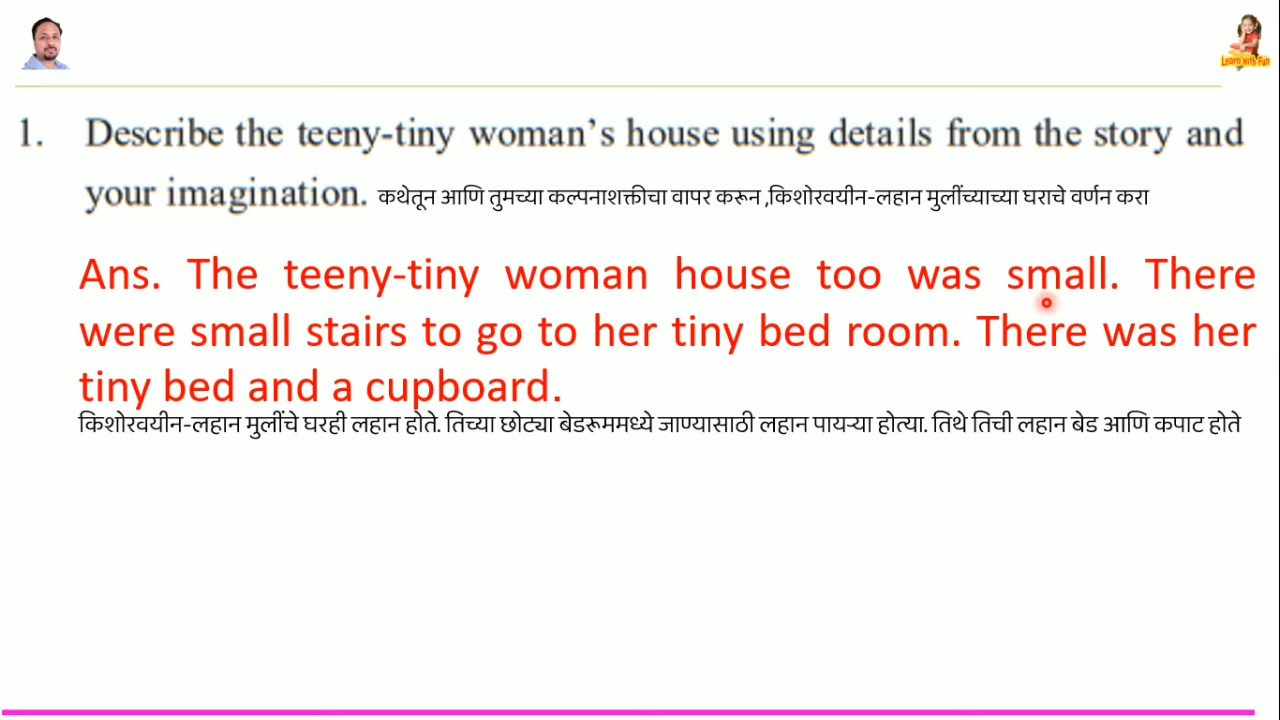 Learn with Fun
1. Describe the teeny-tiny woman's house using details from the story and
your imagination. कथेतून आणि तुमच्या कल्पनाशक्तीचा वापर करून ,किशोरवयीन-लहान मुलींच्याच्या घराचे वर्णन करा
Ans. The teeny-tiny woman house too was small. There
were small stairs to go to her tiny bed room. There was her
tiny bed and a cupboard.
किशोरवयीन-लहान मुलींचे घरही लहान होते. तिच्या छोट्या बेडरूममध्ये जाण्यासाठी लहान पायऱ्या होत्या. तिथे तिची लहान बेड आणि कपाट होते